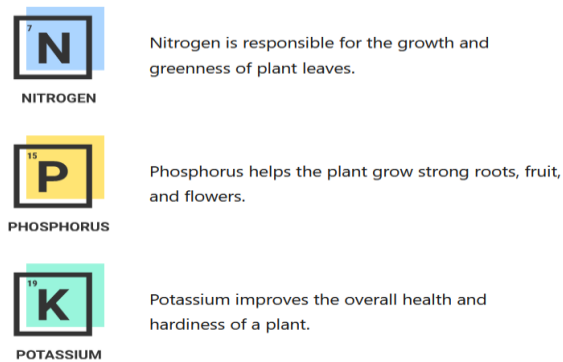 7
N
NITROGEN
Nitrogen is responsible for the growth and
greenness of plant leaves.
15
P
PHOSPHORUS
Phosphorus helps the plant grow strong roots, fruit,
and flowers.
19
K
POTASSIUM
Potassium improves the overall health and
hardiness of a plant.